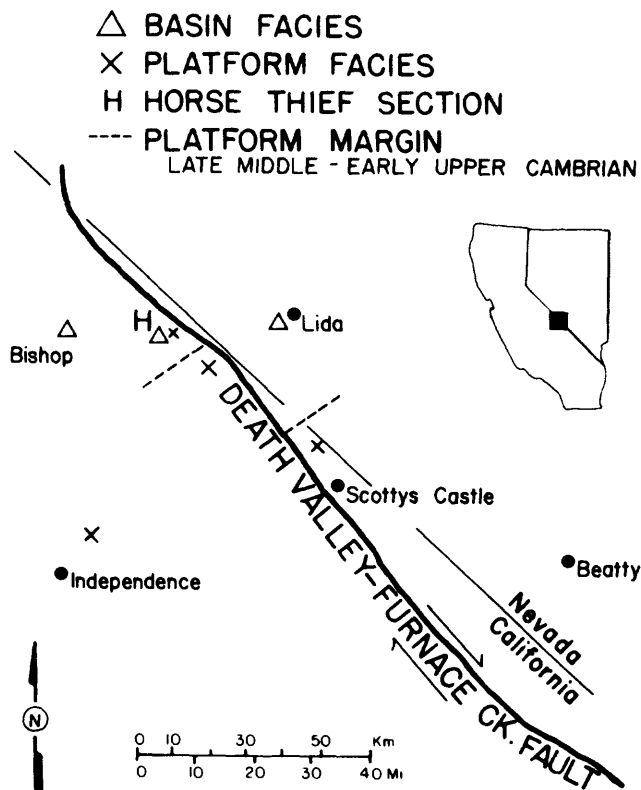 BASIN FACIES
PLATFORM FACIES
H HORSE THIEF SECTION
PLATFORM MARGIN
LATE MIDDLE - EARLY UPPER CAMBRIAN
H
Lida
Bishop
DEATH VALLEY-FURNACE CK. FAULT
Scottys Castle
Independence
Beatty
Nevada
California
N
0 10 30 50 Km
0 10 20 30 40 Mi